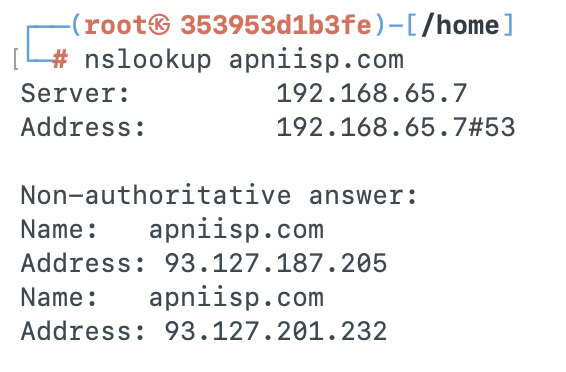 ┌──(root㉿353953d1b3fe)-[/home]
└─# nslookup apniisp.com
Server:         192.168.65.7
Address:        192.168.65.7#53

Non-authoritative answer:
Name:   apniisp.com
Address: 93.127.187.205
Name:   apniisp.com
Address: 93.127.201.232